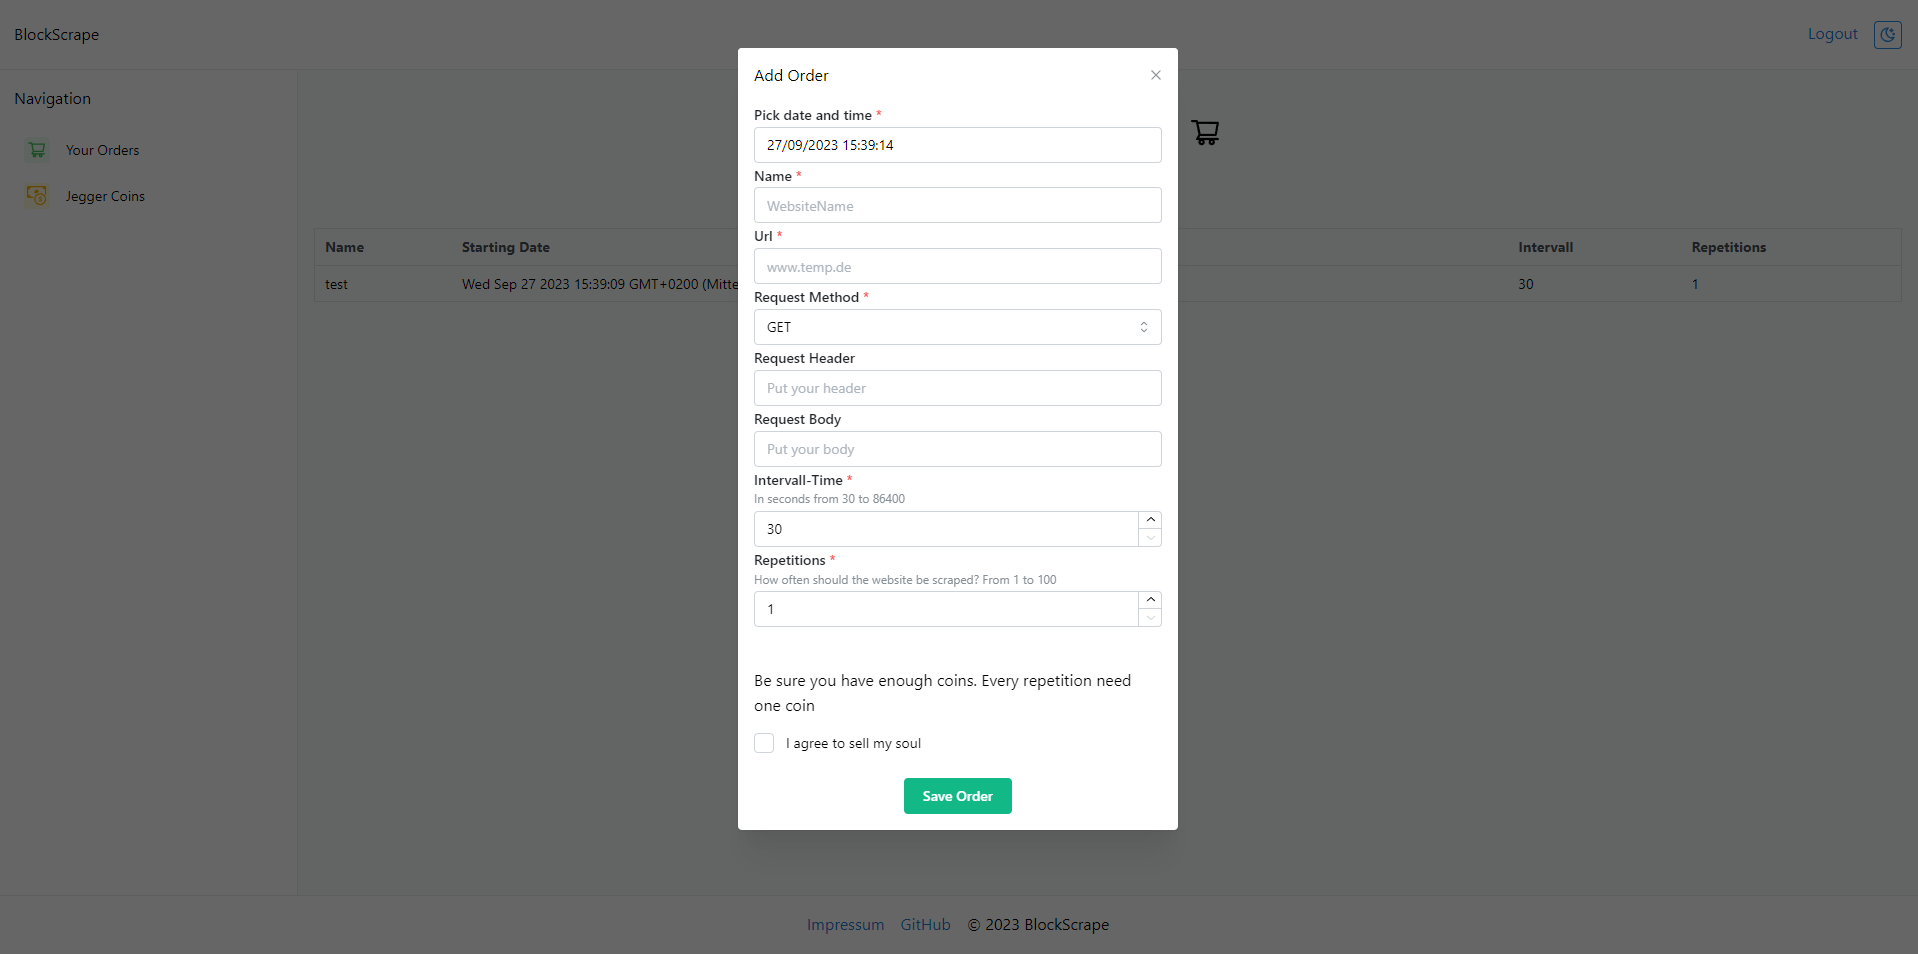 BlockScrape
Logout
Navigation
Your Orders
Jegger Coins
Name Starting Date Intervall Repetitions
test Wed Sep 27 2023 15:39:09 GMT+0200 (Mitte 30 1
Add Order
Pick date and time *
27/09/2023 15:39:14
Name *
WebsiteName
Url *
www.temp.de
Request Method *
GET
Request Header
Put your header
Request Body
Put your body
Intervall-Time *
In seconds from 30 to 86400
30
Repetitions *
How often should the website be scraped? From 1 to 100
1
Be sure you have enough coins. Every repetition need
one coin
I agree to sell my soul
Save Order
Impressum GitHub © 2023 BlockScrape